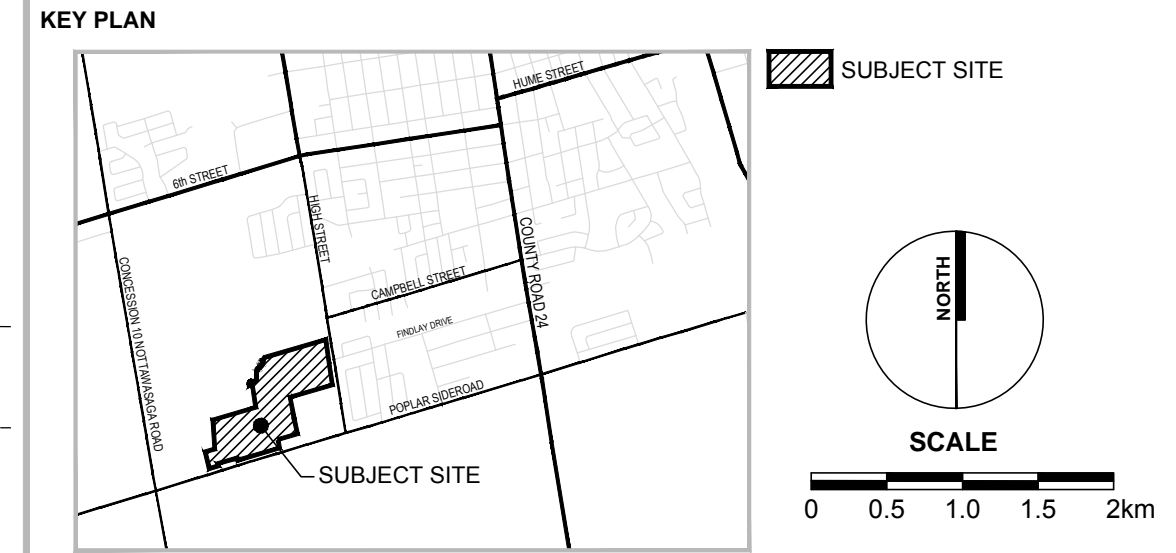 KEY PLAN
SUBJECT SITE
HUME STREET
6th STREET
HIGH STREET
COUNTY ROAD 24
CONCESSION 10 NOTTAWASAGA ROAD
CAMPBELL STREET
FINDLAY DRIVE
POPLAR SIDEROAD
SUBJECT SITE
NORTH
SCALE
0 0.5 1.0 1.5 2km